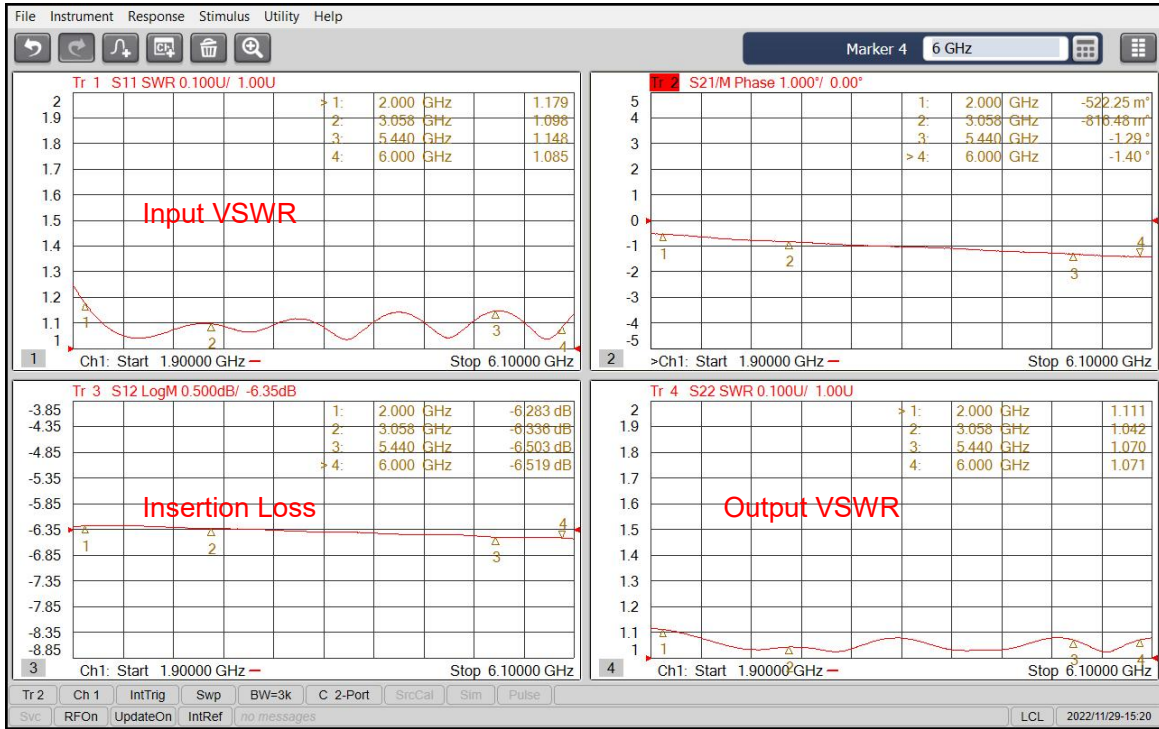 File Instrument Response Stimulus Utility Help
Marker 4 6 GHz
Tr 1 S11 SWR 0.100U/ 1.00U
2
1.9
1.8
1.7
1.6
1.5
1.4
1.3
1.2
1.1
1
> 1: 2.000 GHz 1.179
2: 3.058 GHz 1.098
3: 5.440 GHz 1.148
4: 6.000 GHz 1.085
Input VSWR
1
2
3
4
1 Ch1: Start 1.90000 GHz Stop 6.10000 GHz
Tr 2 S21/M Phase 1.000°/ 0.00°
5
4
3
2
1
0
-1
-2
-3
-4
-5
1: 2.000 GHz -522.25 m°
2: 3.058 GHz -816.48 m°
3: 5.440 GHz -1.29 °
> 4: 6.000 GHz -1.40 °
1
2
3
4
2 >Ch1: Start 1.90000 GHz Stop 6.10000 GHz
Tr 3 S12 LogM 0.500dB/ -6.35dB
-3.85
-4.35
-4.85
-5.35
-5.85
-6.35
-6.85
-7.35
-7.85
-8.35
-8.85
1: 2.000 GHz -6.283 dB
2: 3.058 GHz -6.336 dB
3: 5.440 GHz -6.503 dB
> 4: 6.000 GHz -6.519 dB
Insertion Loss
1
2
3
4
3 Ch1: Start 1.90000 GHz Stop 6.10000 GHz
Tr 4 S22 SWR 0.100U/ 1.00U
2
1.9
1.8
1.7
1.6
1.5
1.4
1.3
1.2
1.1
1
> 1: 2.000 GHz 1.111
2: 3.058 GHz 1.042
3: 5.440 GHz 1.070
4: 6.000 GHz 1.071
Output VSWR
1
2
3
4
4 Ch1: Start 1.90000 GHz Stop 6.10000 GHz
Tr 2 Ch 1 IntTrig Swp BW=3k C 2-Port SrcCal Sim Pulse
Svc RFOn UpdateOn IntRef no messages LCL 2022/11/29-15:20